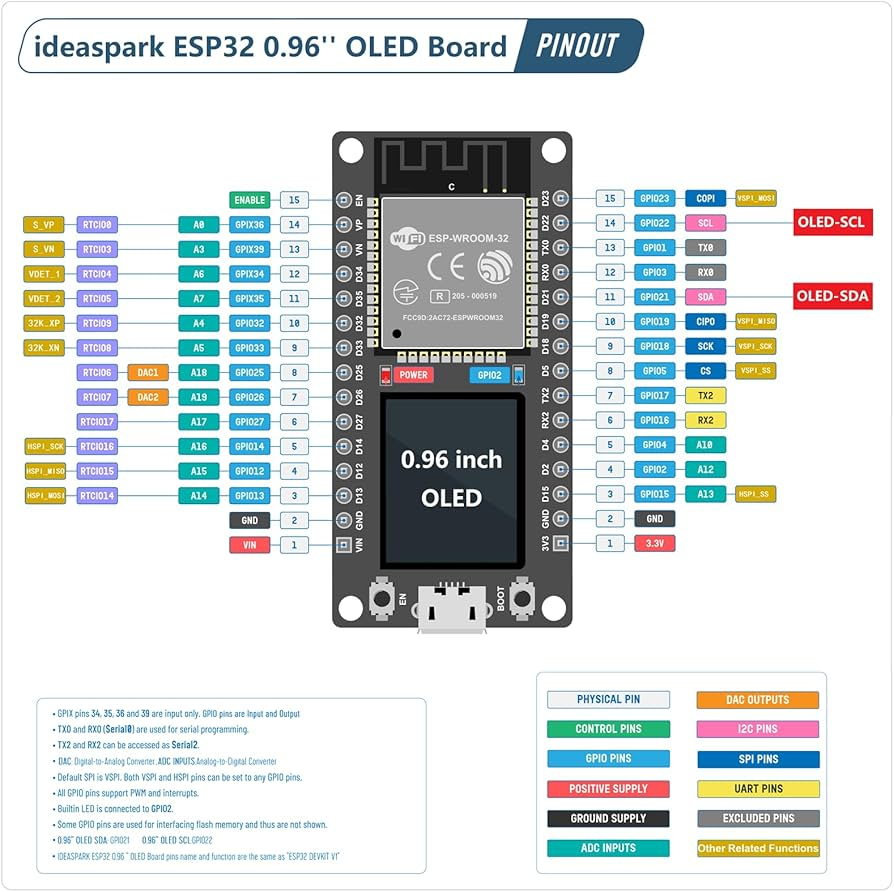 ideaspark ESP32 0.96'' OLED Board PINOUT
C
WiFi ESP-WROOM-32
CE
R 205 - 000519
FCC9D:2AC72-ESPWROOM32
POWER GPIO2
0.96 inch
OLED
EN BOOT
ENABLE 15 EN
S_VP RTCIO0 A0 GPIX36 14 VP
S_VN RTCIO3 A3 GPIX39 13 VN
VDET_1 RTCIO4 A6 GPIX34 12 D34
VDET_2 RTCIO5 A7 GPIX35 11 D35
32K_XP RTCIO9 A4 GPIO32 10 D32
32K_XN RTCIO8 A5 GPIO33 9 D33
RTCIO6 DAC1 A18 GPIO25 8 D25
RTCIO7 DAC2 A19 GPIO26 7 D26
RTCIO17 A17 GPIO27 6 D27
HSPI_SCK RTCIO16 A16 GPIO14 5 D14
HSPI_MISO RTCIO15 A15 GPIO12 4 D12
HSPI_MOSI RTCIO14 A14 GPIO13 3 D13
GND 2 GND
VIN 1 VIN
D23 15 GPIO23 COPI VSPI_MOSI
D22 14 GPIO22 SCL OLED-SCL
TX0 13 GPIO1 TX0
RX0 12 GPIO3 RX0
D21 11 GPIO21 SDA OLED-SDA
D19 10 GPIO19 CIPO VSPI_MISO
D18 9 GPIO18 SCK VSPI_SCK
D5 8 GPIO5 CS VSPI_SS
TX2 7 GPIO17 TX2
RX2 6 GPIO16 RX2
D4 5 GPIO4 A10
D2 4 GPIO2 A12
D15 3 GPIO15 A13 HSPI_SS
GND 2 GND
3V3 1 3.3V
• GPIX pins 34, 35, 36 and 39 are input only. GPIO pins are Input and Output
• TX0 and RX0 (Serial0) are used for serial programming.
• TX2 and RX2 can be accessed as Serial2.
• DAC Digital-to-Analog Converter, ADC INPUTS,Analog-to-Digital Converter
• Default SPI is VSPI. Both VSPI and HSPI pins can be set to any GPIO pins.
• All GPIO pins support PWM and interrupts.
• Builtin LED is connected to GPIO2.
• Some GPIO pins are used for interfacing flash memory and thus are not shown.
• 0.96" OLED SDA: GPIO21 0.96" OLED SCL:GPIO22
• IDEASPARK ESP32 0.96 " OLED Board pins name and function are the same as "ESP32 DEVKIT V1"
PHYSICAL PIN DAC OUTPUTS
CONTROL PINS I2C PINS
GPIO PINS SPI PINS
POSITIVE SUPPLY UART PINS
GROUND SUPPLY EXCLUDED PINS
ADC INPUTS Other Related Functions